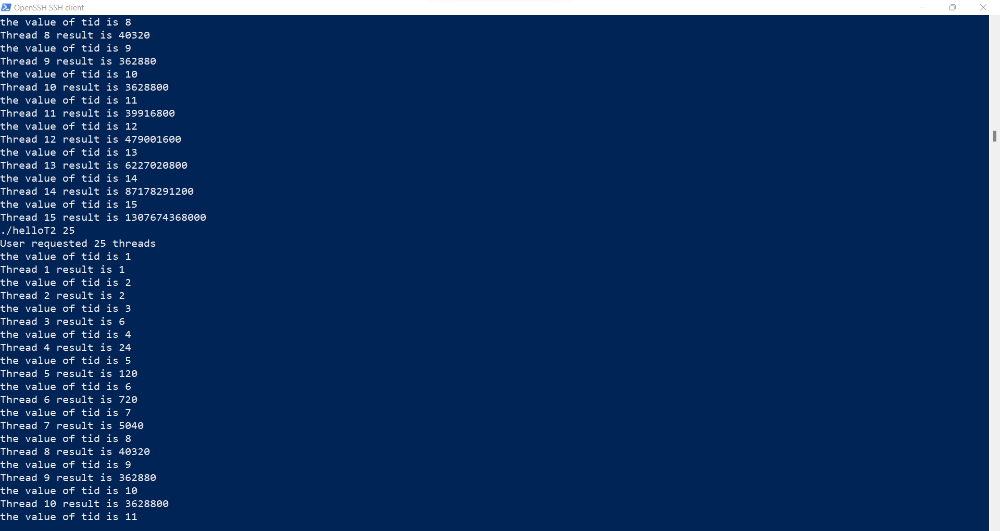 OpenSSH SSH client
the value of tid is 8
Thread 8 result is 40320
the value of tid is 9
Thread 9 result is 362880
the value of tid is 10
Thread 10 result is 3628800
the value of tid is 11
Thread 11 result is 39916800
the value of tid is 12
Thread 12 result is 479001600
the value of tid is 13
Thread 13 result is 6227020800
the value of tid is 14
Thread 14 result is 87178291200
the value of tid is 15
Thread 15 result is 1307674368000
./helloT2 25
User requested 25 threads
the value of tid is 1
Thread 1 result is 1
the value of tid is 2
Thread 2 result is 2
the value of tid is 3
Thread 3 result is 6
the value of tid is 4
Thread 4 result is 24
the value of tid is 5
Thread 5 result is 120
the value of tid is 6
Thread 6 result is 720
the value of tid is 7
Thread 7 result is 5040
the value of tid is 8
Thread 8 result is 40320
the value of tid is 9
Thread 9 result is 362880
the value of tid is 10
Thread 10 result is 3628800
the value of tid is 11